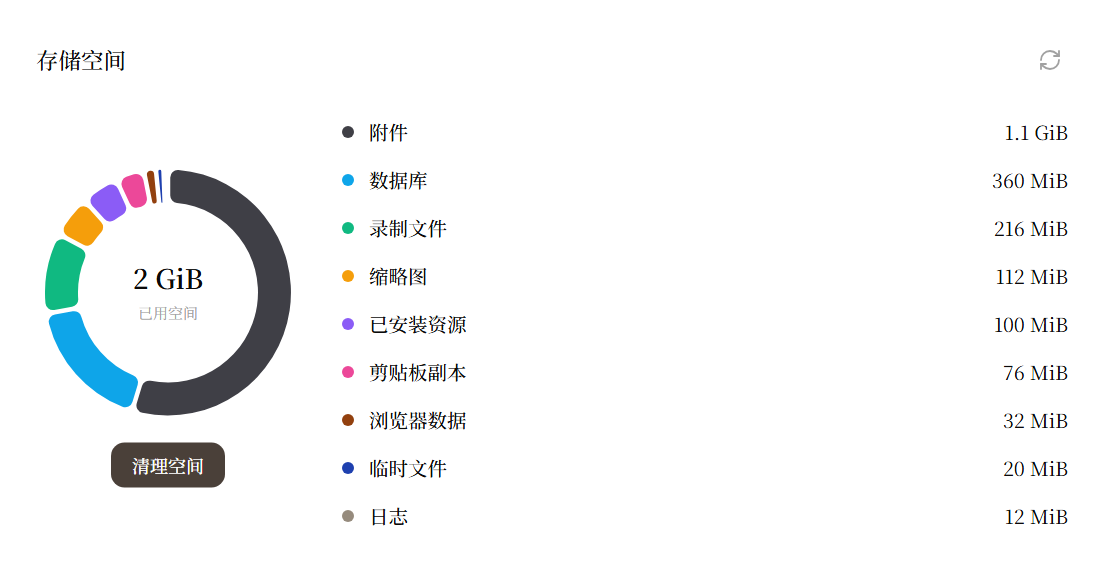 存储空间
附件 1.1 GiB
数据库 360 MiB
录制文件 216 MiB
缩略图 112 MiB
已安装资源 100 MiB
剪贴板副本 76 MiB
浏览器数据 32 MiB
临时文件 20 MiB
日志 12 MiB
2 GiB
已用空间
清理空间